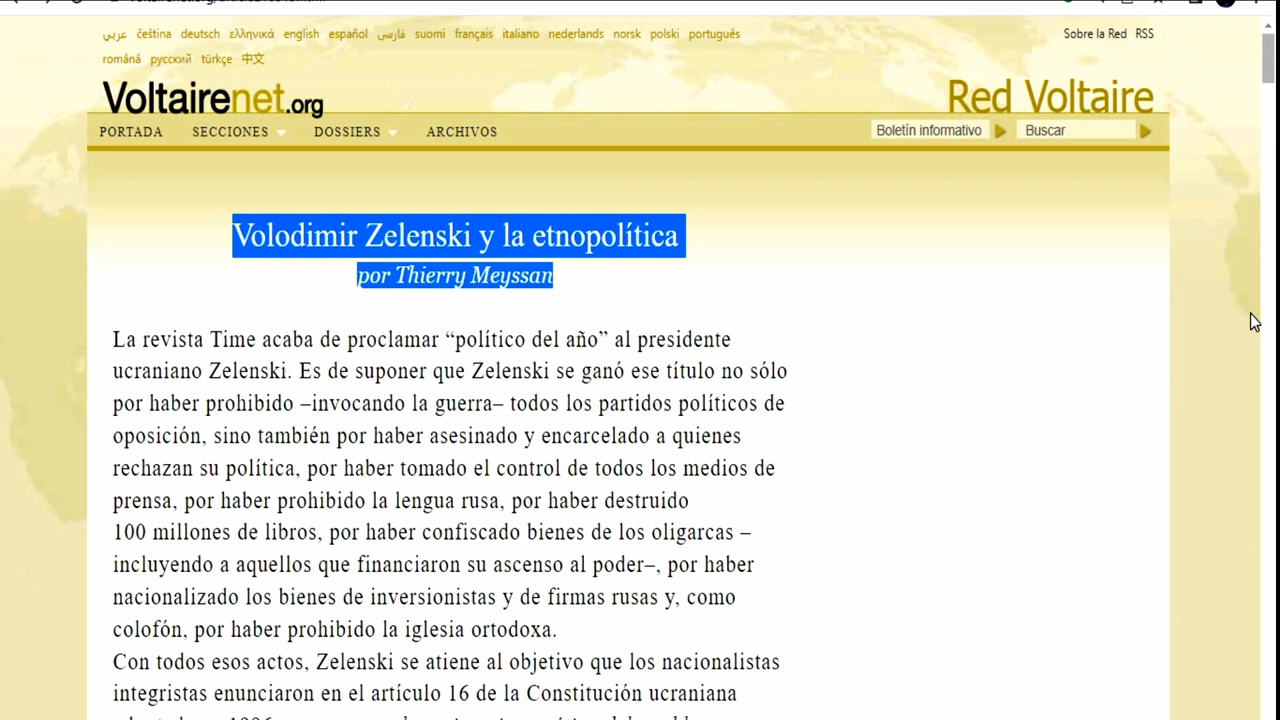 عربي čeština deutsch ελληνικά english español فارسی suomi français italiano nederlands norsk polski português
română русский türkçe 中文
Sobre la Red RSS
Voltairenet.org
Red Voltaire
PORTADA SECCIONES DOSSIERS ARCHIVOS
Boletín informativo Buscar
Volodimir Zelenski y la etnopolítica
por Thierry Meyssan
La revista Time acaba de proclamar “político del año” al presidente
ucraniano Zelenski. Es de suponer que Zelenski se ganó ese título no sólo
por haber prohibido –invocando la guerra– todos los partidos políticos de
oposición, sino también por haber asesinado y encarcelado a quienes
rechazan su política, por haber tomado el control de todos los medios de
prensa, por haber prohibido la lengua rusa, por haber destruido
100 millones de libros, por haber confiscado bienes de los oligarcas –
incluyendo a aquellos que financiaron su ascenso al poder–, por haber
nacionalizado los bienes de inversionistas y de firmas rusas y, como
colofón, por haber prohibido la iglesia ortodoxa.
Con todos esos actos, Zelenski se atiene al objetivo que los nacionalistas
integristas enunciaron en el artículo 16 de la Constitución ucraniana